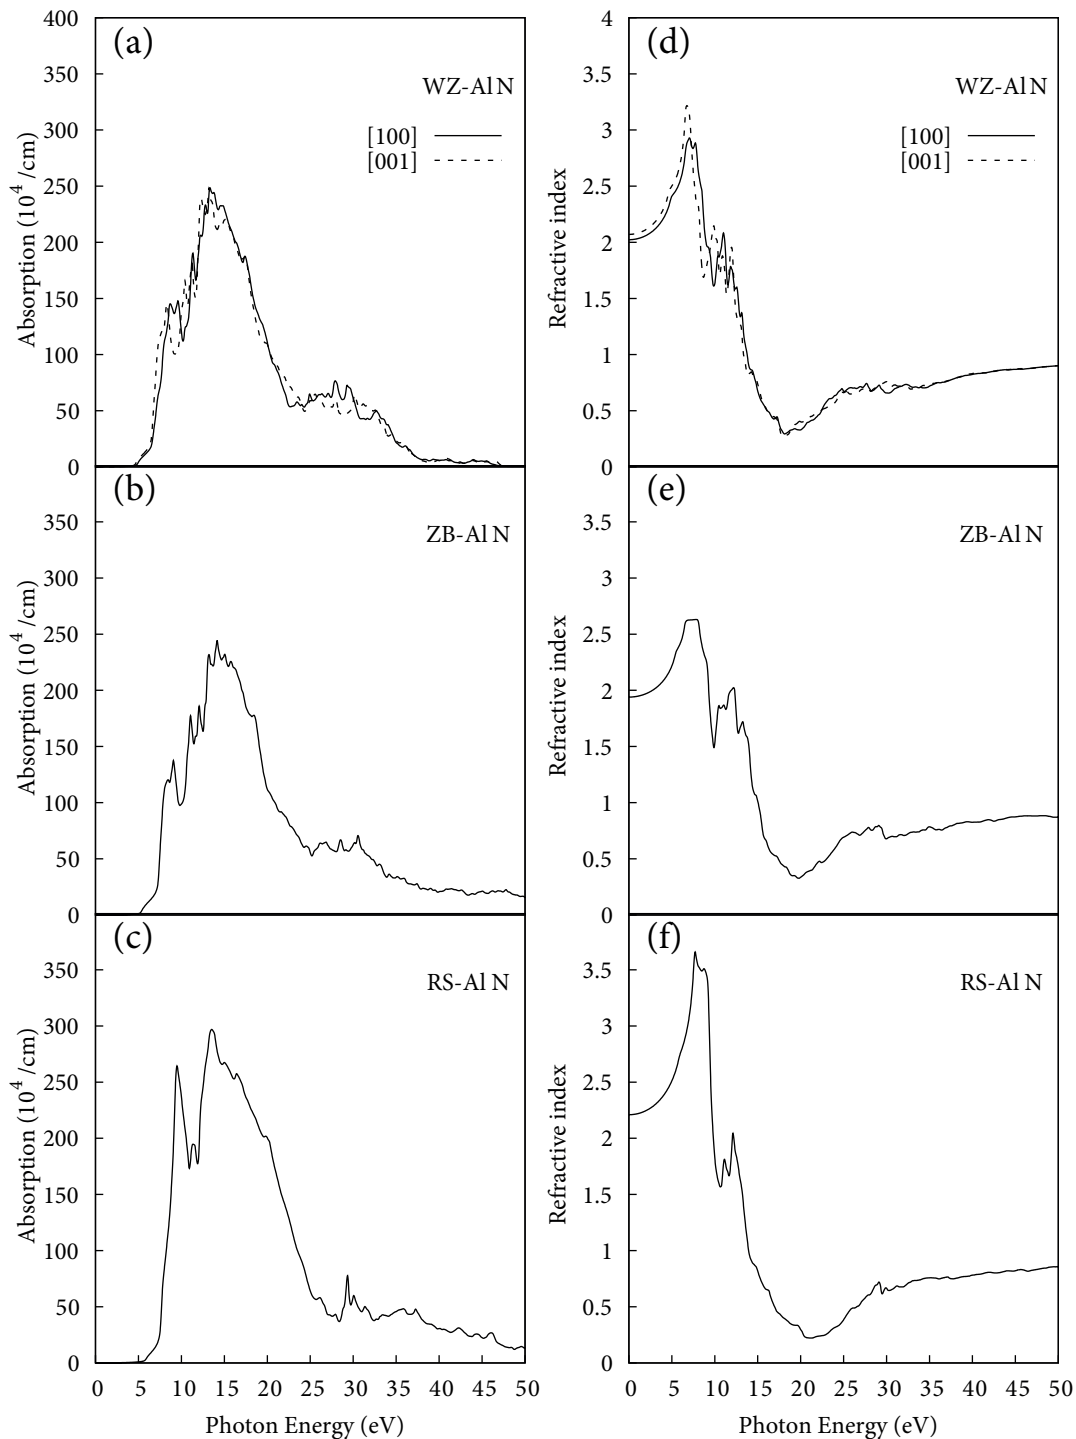 (a)
WZ-AlN
[100]
[001]
Absorption (10^4 /cm)
400
350
300
250
200
150
100
50
0
(d)
WZ-AlN
[100]
[001]
Refractive index
4
3.5
3
2.5
2
1.5
1
0.5
0
(b)
ZB-AlN
Absorption (10^4 /cm)
350
300
250
200
150
100
50
0
(e)
ZB-AlN
Refractive index
3.5
3
2.5
2
1.5
1
0.5
0
(c)
RS-AlN
Absorption (10^4 /cm)
350
300
250
200
150
100
50
0
0 5 10 15 20 25 30 35 40 45 50
Photon Energy (eV)
(f)
RS-AlN
Refractive index
3.5
3
2.5
2
1.5
1
0.5
0
0 5 10 15 20 25 30 35 40 45 50
Photon Energy (eV)